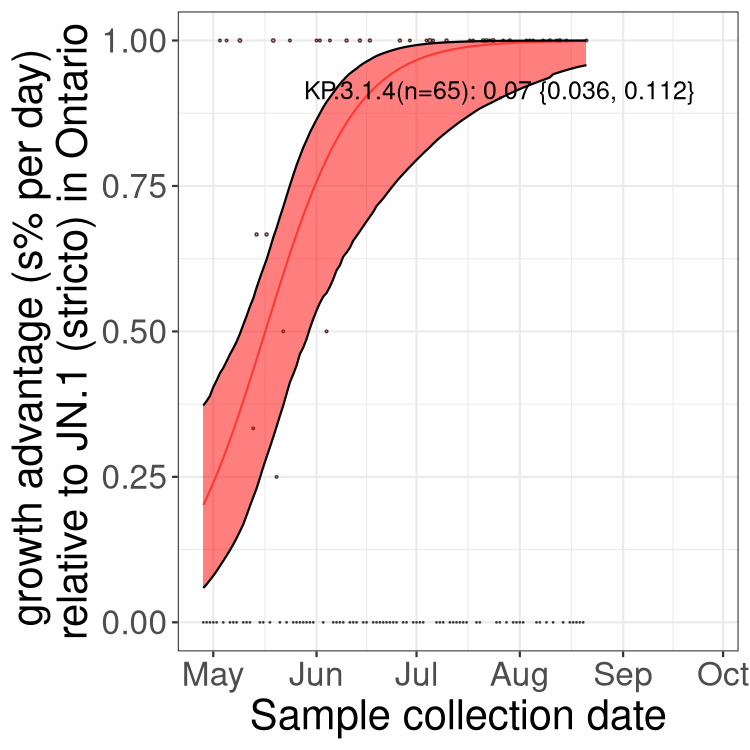 growth advantage (s% per day)
relative to JN.1 (stricto) in Ontario
1.00
0.75
0.50
0.25
0.00
KP.3.1.4(n=65): 0.07 {0.036, 0.112}
May Jun Jul Aug Sep Oct
Sample collection date